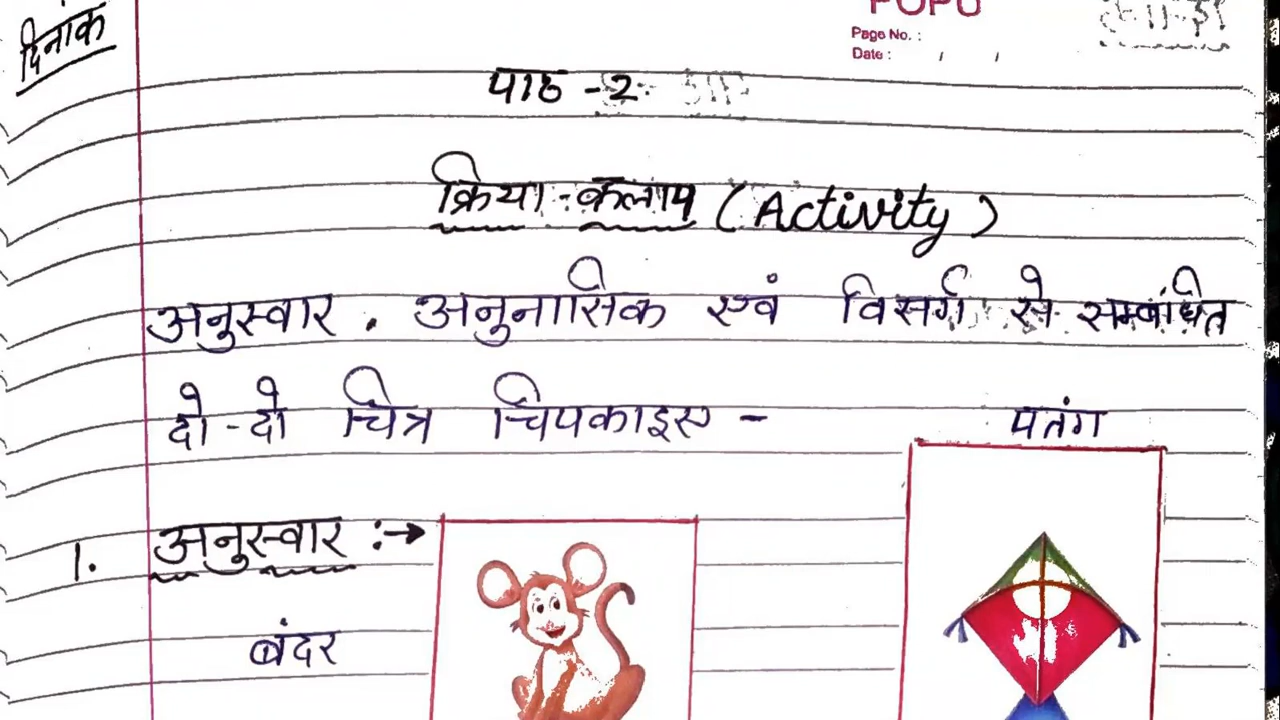 दिनांक
Page No. :
Date :
पाठ - 2.
क्रिया-कलाप (Activity)
अनुस्वार, अनुनासिक एवं विसर्ग से सम्बंधित
दो-दो चित्र चिपकाइए -
पतंग
1. अनुस्वार :→
बंदर